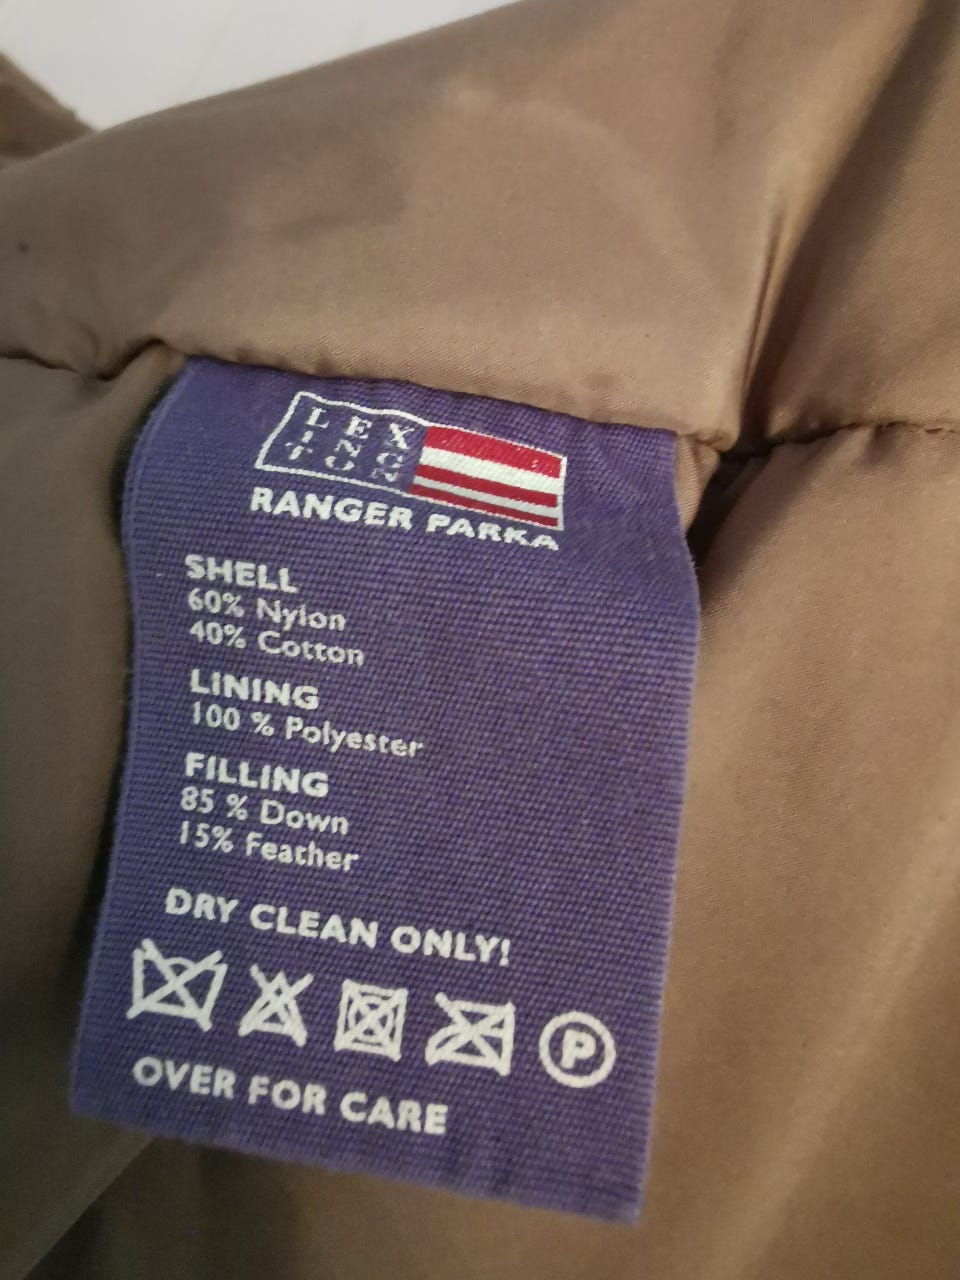 LEX
ING
TON
RANGER PARKA
SHELL
60% Nylon
40% Cotton
LINING
100 % Polyester
FILLING
85 % Down
15% Feather
DRY CLEAN ONLY!
P
OVER FOR CARE